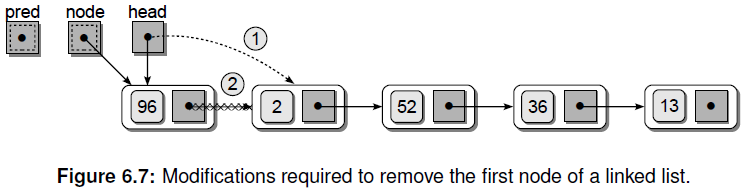 pred node head
1
2
96 2 52 36 13
Figure 6.7: Modifications required to remove the first node of a linked list.